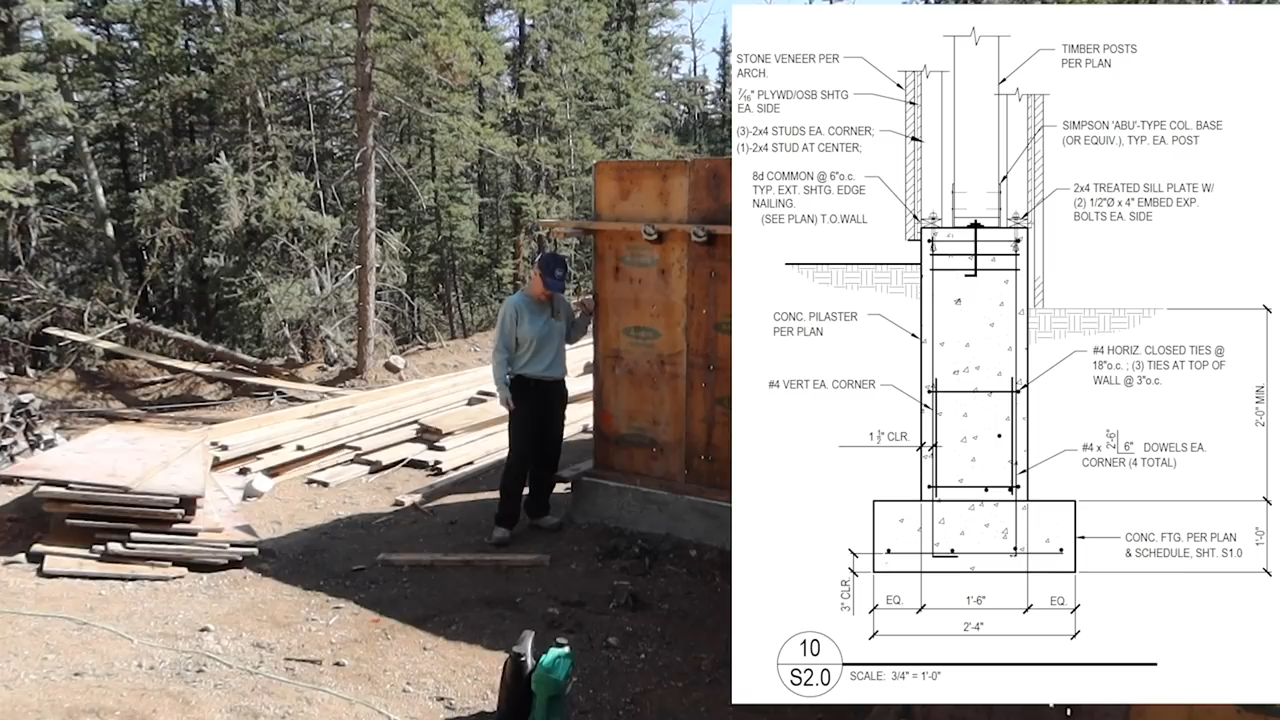 STONE VENEER PER
ARCH.
7/16" PLYWD/OSB SHTG
EA. SIDE
(3)-2x4 STUDS EA. CORNER;
(1)-2x4 STUD AT CENTER;
8d COMMON @ 6"o.c.
TYP. EXT. SHTG. EDGE
NAILING.
(SEE PLAN) T.O.WALL
TIMBER POSTS
PER PLAN
SIMPSON 'ABU'-TYPE COL. BASE
(OR EQUIV.), TYP. EA. POST
2x4 TREATED SILL PLATE W/
(2) 1/2"Ø x 4" EMBED EXP.
BOLTS EA. SIDE
CONC. PILASTER
PER PLAN
#4 VERT EA. CORNER
1 1/2" CLR.
#4 HORIZ. CLOSED TIES @
18"o.c. ; (3) TIES AT TOP OF
WALL @ 3"o.c.
#4 x 2'-6" 6" DOWELS EA.
CORNER (4 TOTAL)
2'-0" MIN.
CONC. FTG. PER PLAN
& SCHEDULE, SHT. S1.0
1'-0"
3" CLR.
EQ.
1'-6"
EQ.
2'-4"
10
S2.0
SCALE: 3/4" = 1'-0"